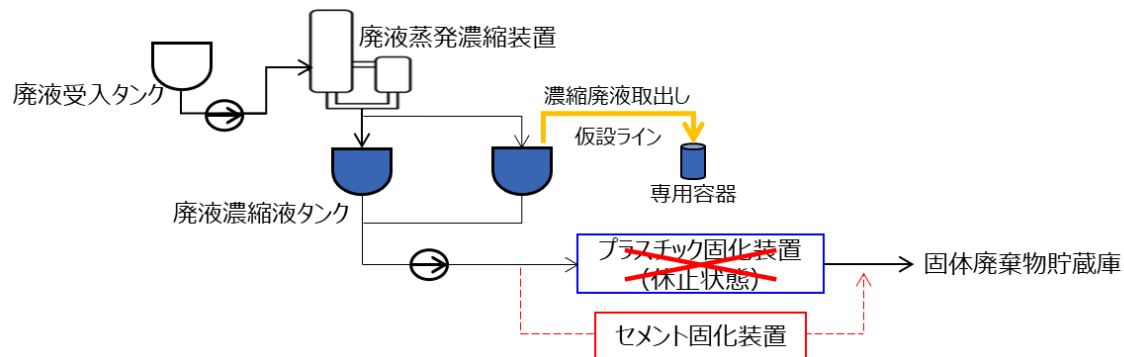 廃液蒸発濃縮装置
廃液受入タンク
濃縮廃液取出し
仮設ライン
専用容器
廃液濃縮液タンク
プラスチック固化装置
(休止状態)
固体廃棄物貯蔵庫
セメント固化装置